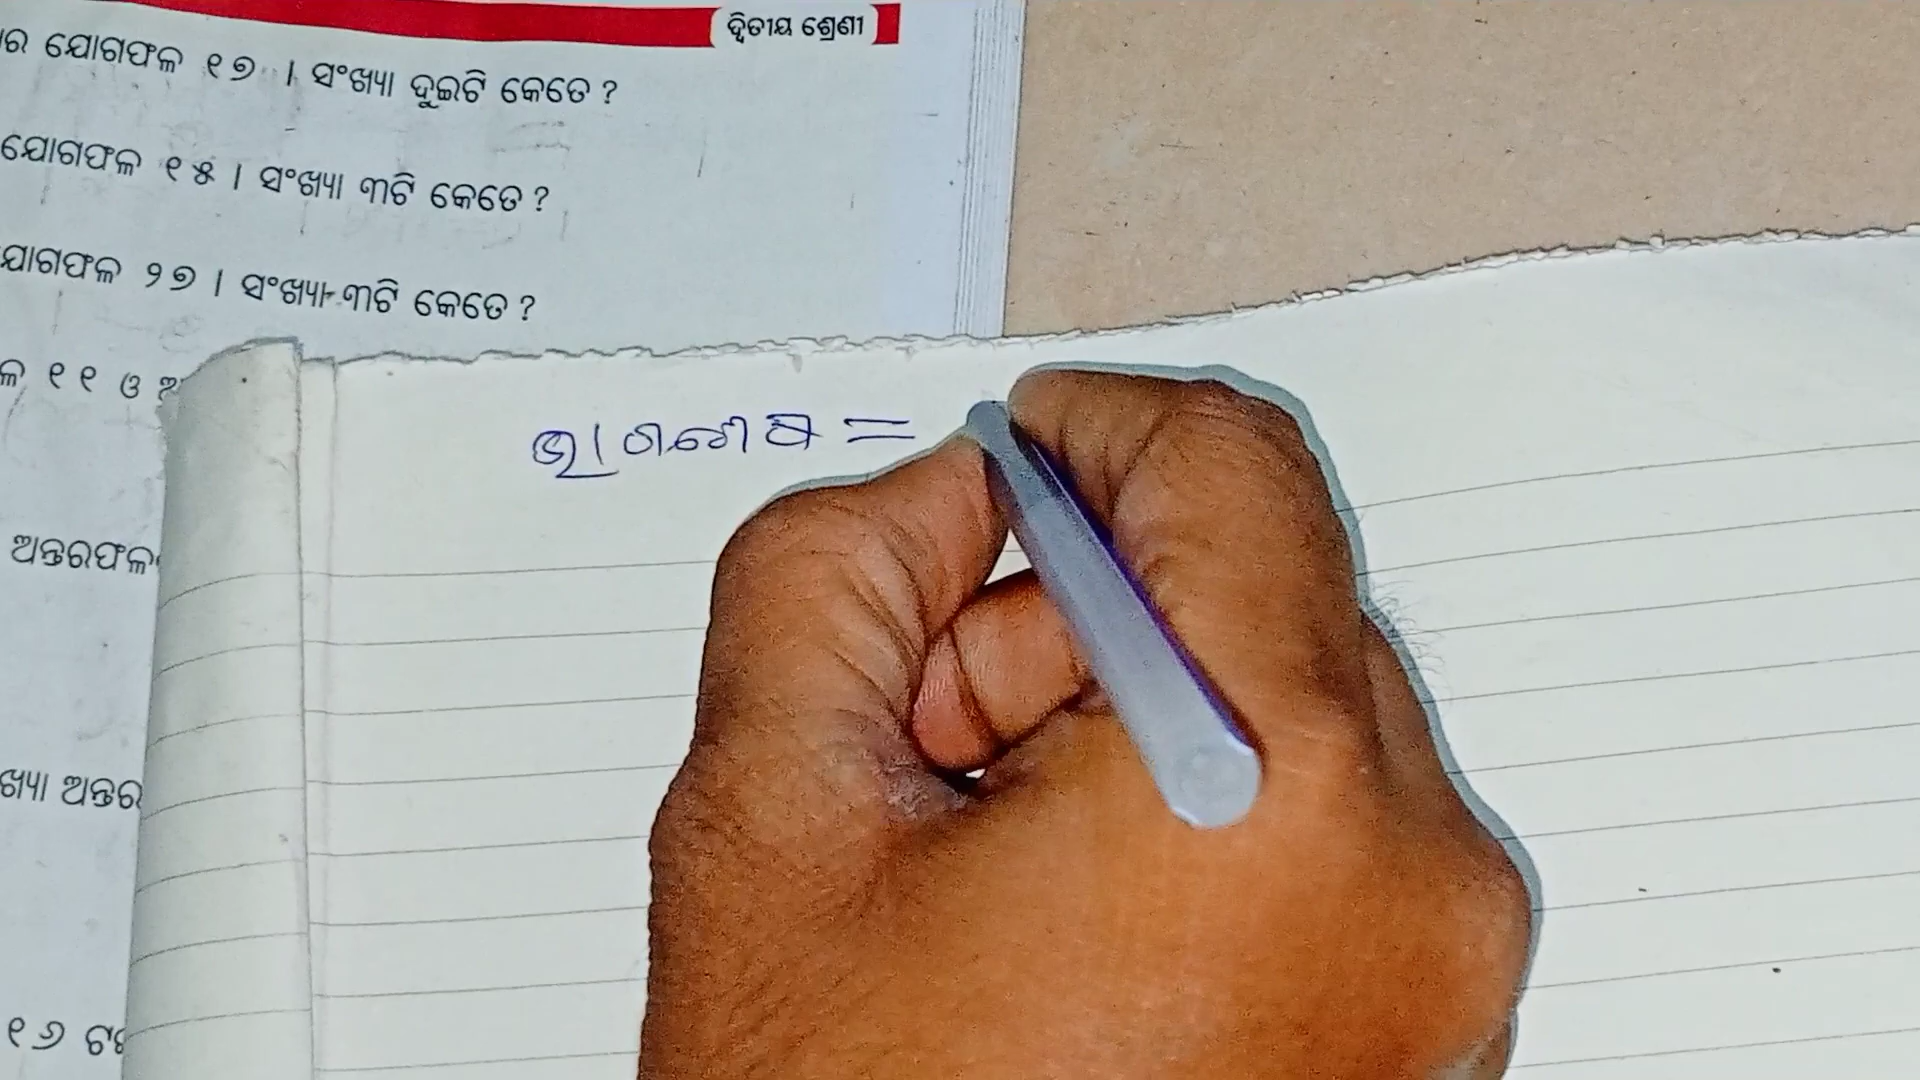 ଦ୍ୱିତୀୟ ଶ୍ରେଣୀ
ର ଯୋଗଫଳ ୧୭ । ସଂଖ୍ୟା ଦୁଇଟି କେତେ ?
ଯୋଗଫଳ ୧୫ । ସଂଖ୍ୟା ୩ଟି କେତେ ?
ଯୋଗଫଳ ୨୭ । ସଂଖ୍ୟା ୩ଟି କେତେ ?
ଳ ୧୧ ଓ
ଭାଗଶେଷ =
ଅନ୍ତରଫଳ
ଖ୍ୟା ଅନ୍ତର
୧୬